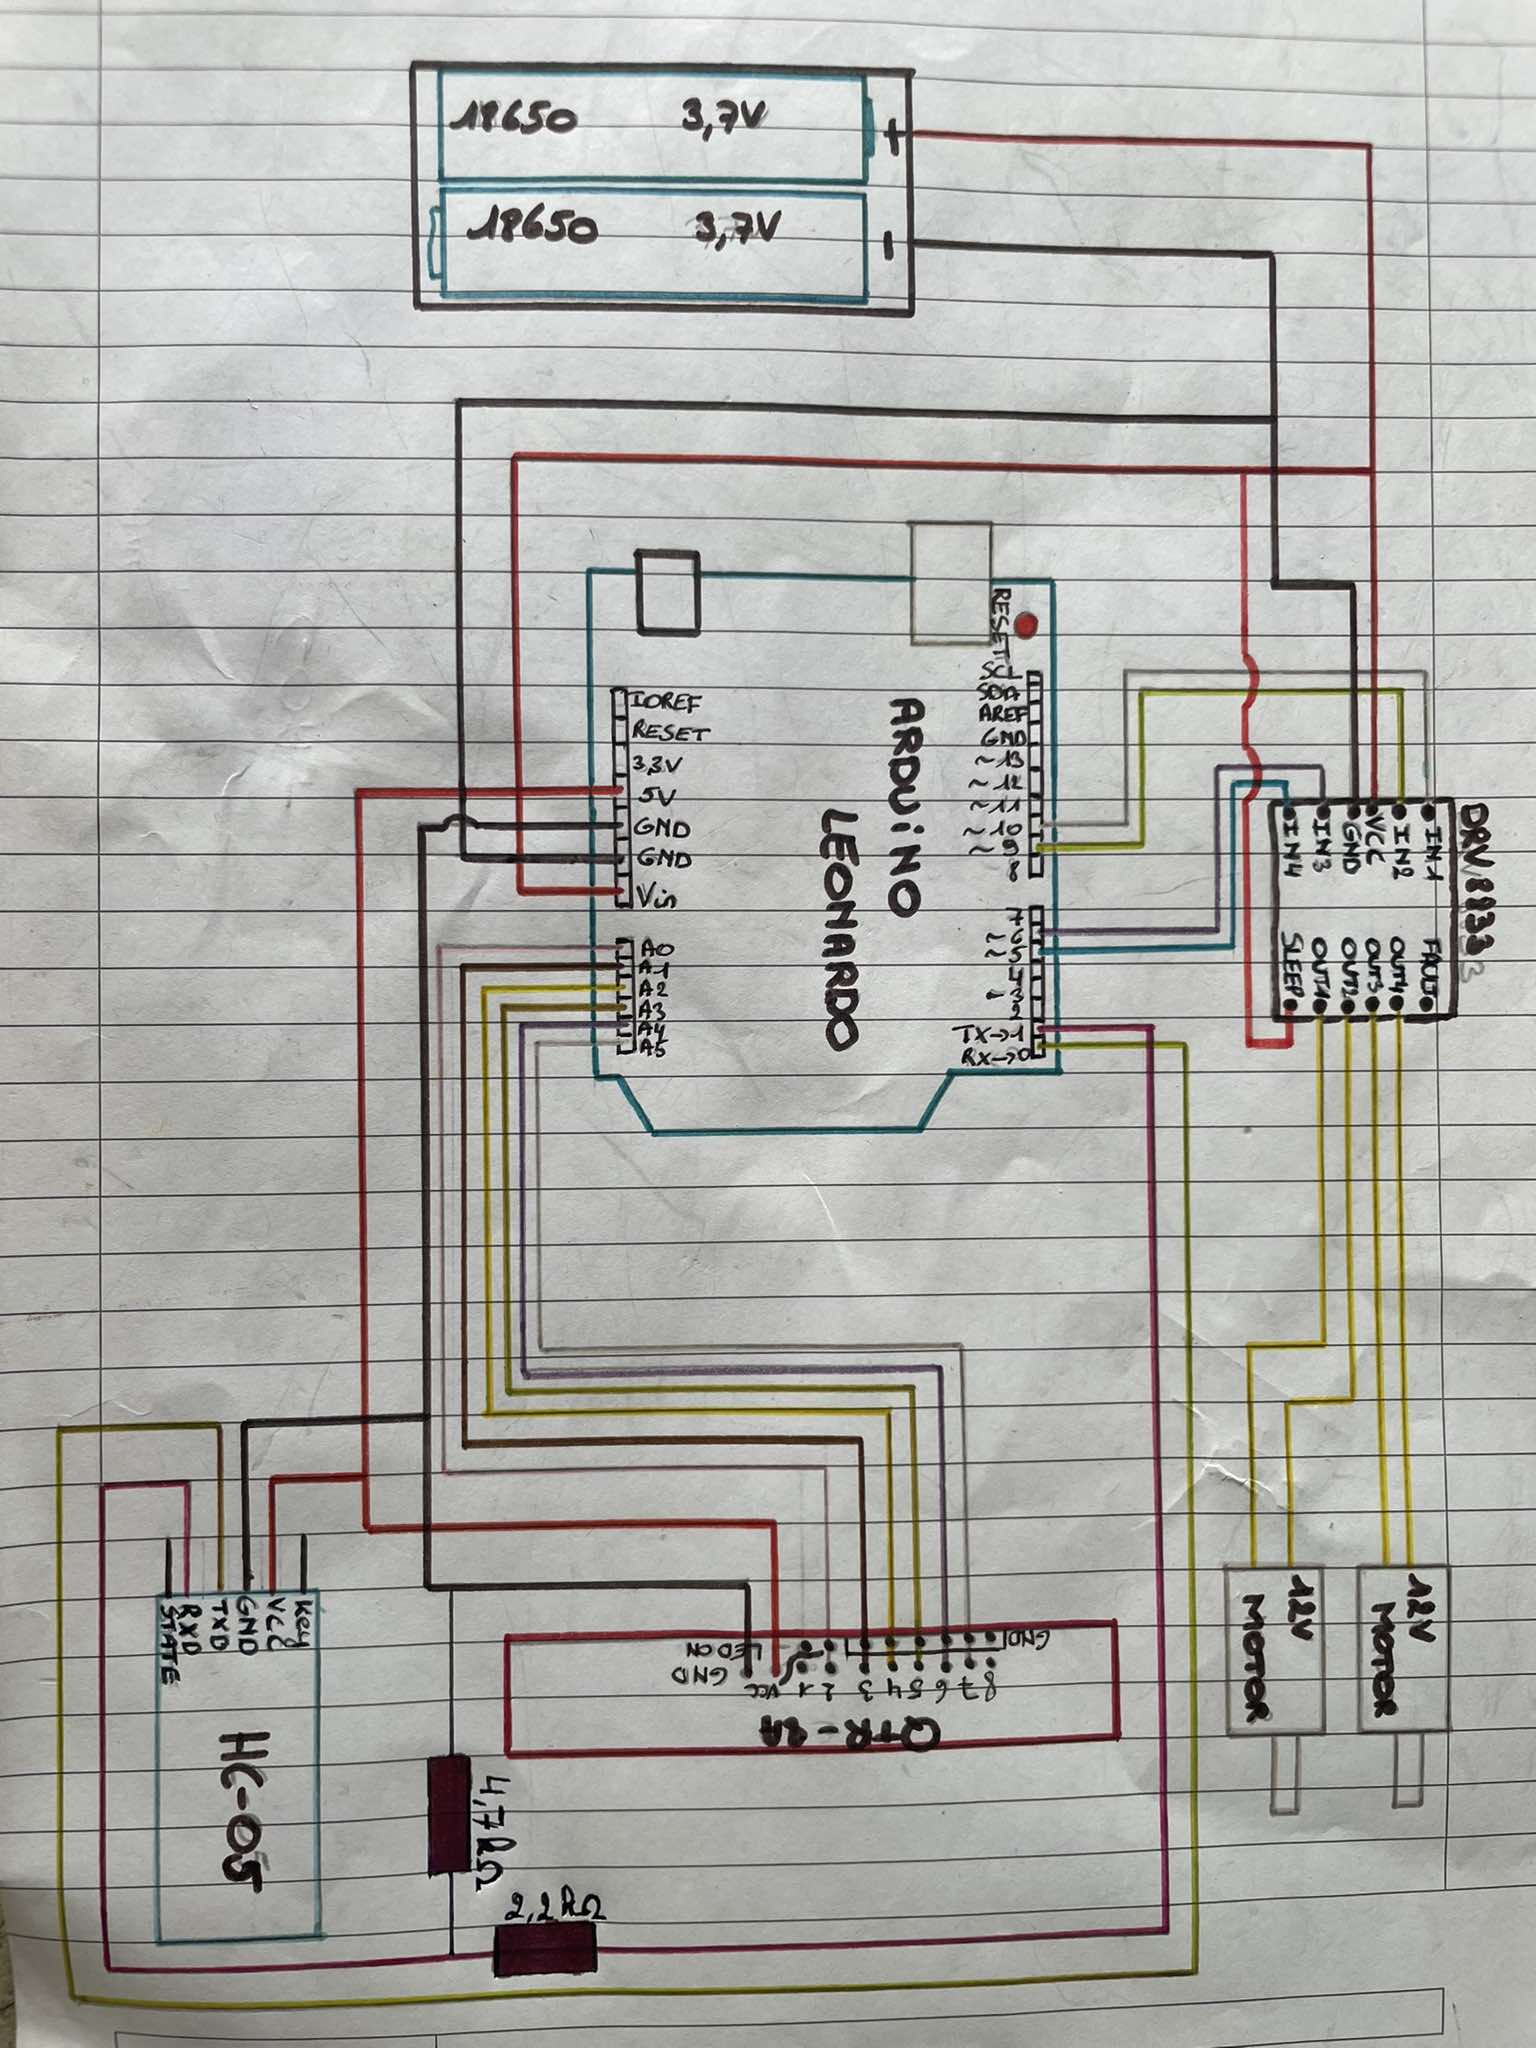 18650 3,7V
+
18650 3,7V
-
RESET
SCL
SDA
AREF
GND
~13
~12
~11
~10
~9
8
7
~6
~5
4
3
2
TX→1
RX→0
IOREF
RESET
3,3V
5V
GND
GND
Vin
A0
A1
A2
A3
A4
A5
ARDUiNO
LEONARDO
DRV8833
IN1
IN2
VCC
GND
IN3
IN4
FAULT
OUT4
OUT3
OUT2
OUT1
SLEEP
12V
MOTOR
12V
MOTOR
Key
VCC
GND
TXD
RXD
STATE
HC-05
GND
LED ON
GND
VCC
1
2
3
4
5
6
7
8
QTR-8A
4,7kΩ
2,2kΩ